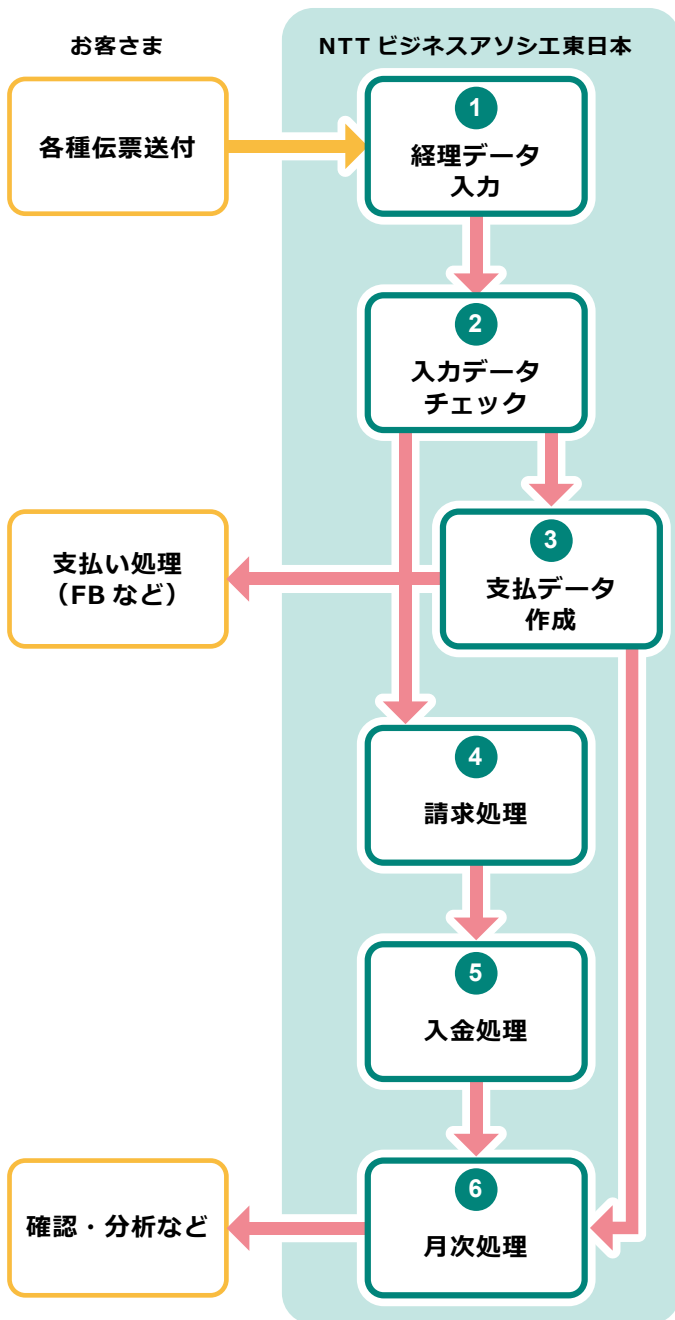 お客さま
NTT ビジネスアソシエ東日本
各種伝票送付
1
経理データ
入力
2
入力データ
チェック
支払い処理
（FB など）
3
支払データ
作成
4
請求処理
5
入金処理
確認・分析など
6
月次処理